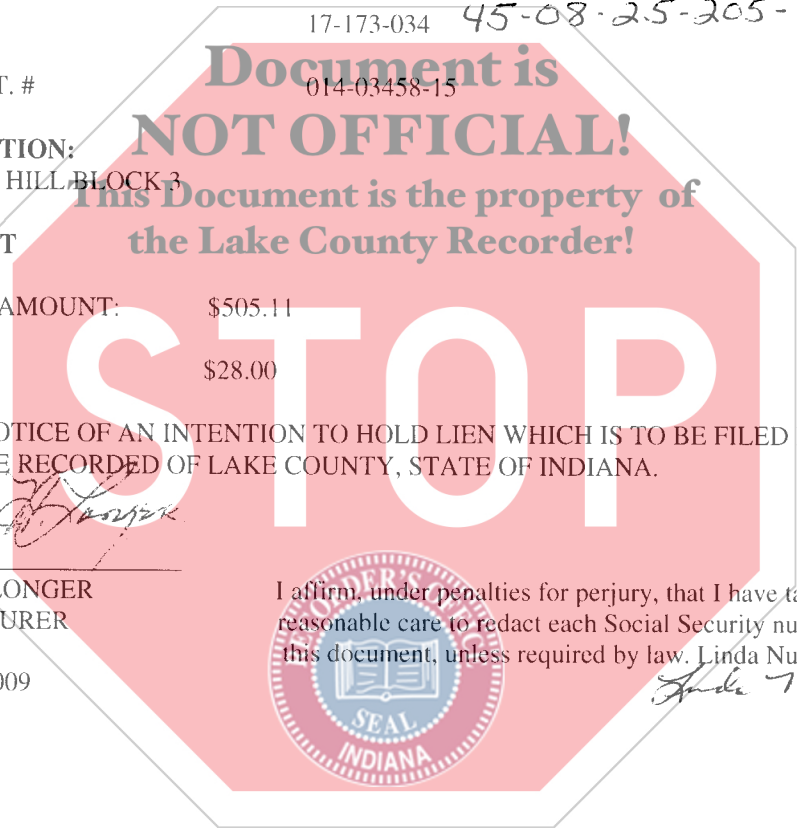 17-173-034 45-08-25-205-
Document is
T. # 014-03458-15
NOT OFFICIAL!
TION:
HILL BLOCK 3
This Document is the property of
T
the Lake County Recorder!
AMOUNT: $505.11
STOP
$28.00
OTICE OF AN INTENTION TO HOLD LIEN WHICH IS TO BE FILED
E RECORDED OF LAKE COUNTY, STATE OF INDIANA.
LONGER
URER
I affirm, under penalties for perjury, that I have ta
reasonable care to redact each Social Security nu
this document, unless required by law. Linda Nu
009
Linda
RECORDER'S OFFICE
SEAL
INDIANA